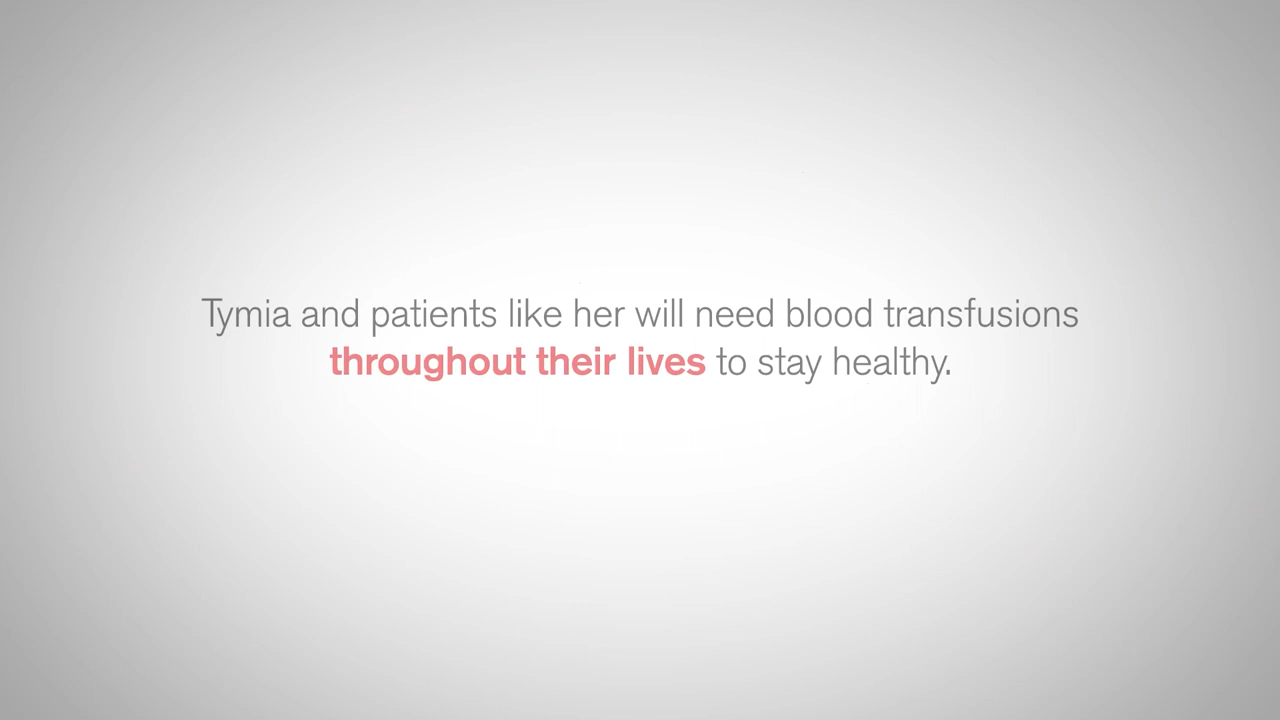 Tymia and patients like her will need blood transfusions
throughout their lives to stay healthy.